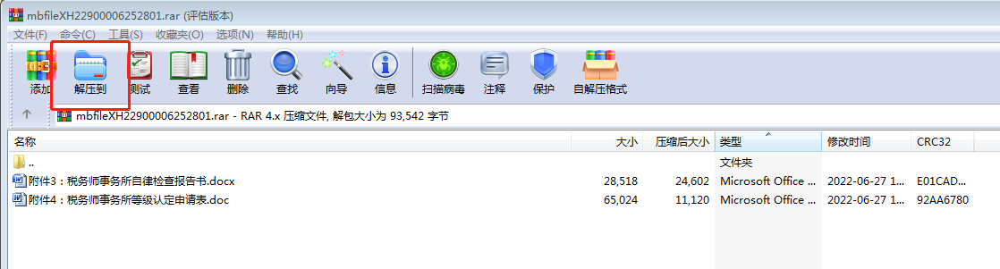 mbfileXH22900006252801.rar (评估版本)
文件(F) 命令(C) 工具(S) 收藏夹(O) 选项(N) 帮助(H)
添加 解压到 测试 查看 删除 查找 向导 信息 扫描病毒 注释 保护 自解压格式
mbfileXH22900006252801.rar - RAR 4.x 压缩文件, 解包大小为 93,542 字节
名称 大小 压缩后大小 类型 修改时间 CRC32
.. 文件夹
附件3：税务师事务所自律检查报告书.docx 28,518 24,602 Microsoft Office ... 2022-06-27 1... E01CAD...
附件4：税务师事务所等级认定申请表.doc 65,024 11,120 Microsoft Office ... 2022-06-27 1... 92AA6780